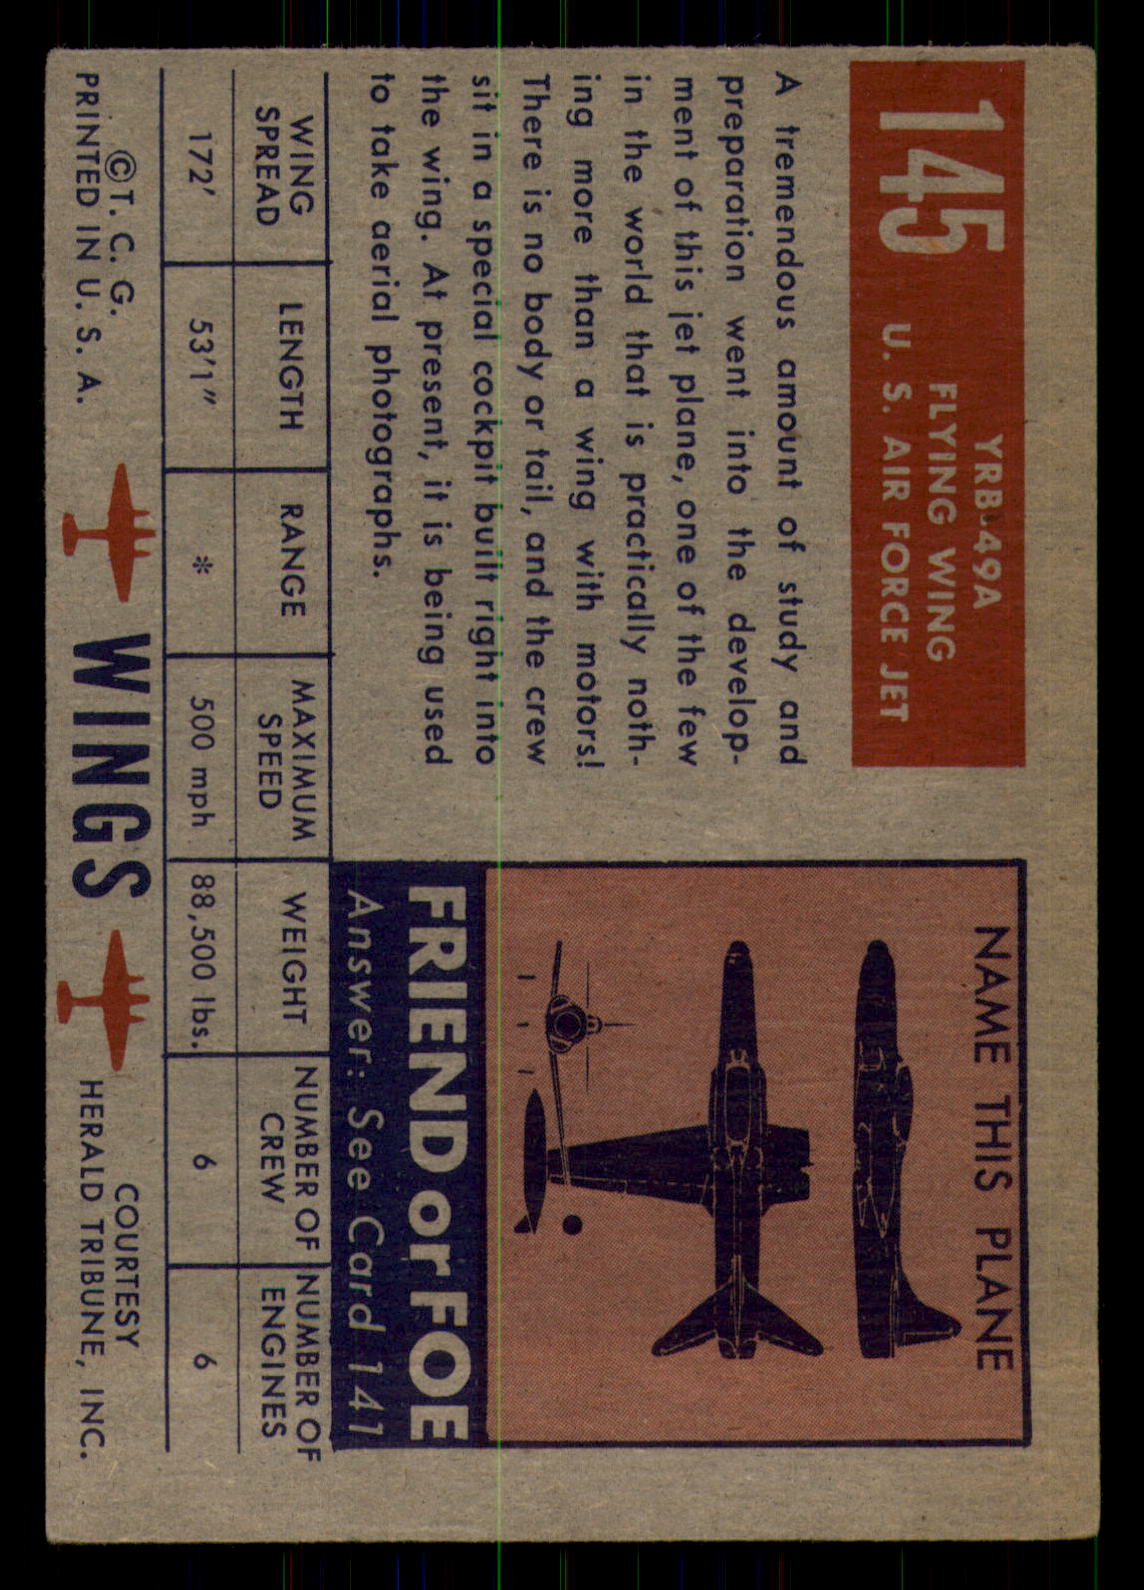 145
YRB-49A
FLYING WING
U. S. AIR FORCE JET
A tremendous amount of study and
preparation went into the develop-
ment of this jet plane, one of the few
in the world that is practically noth-
ing more than a wing with motors!
There is no body or tail, and the crew
sit in a special cockpit built right into
the wing. At present, it is being used
to take aerial photographs.
NAME THIS PLANE
FRIEND or FOE
Answer: See Card 141
WING SPREAD
LENGTH
RANGE
MAXIMUM SPEED
WEIGHT
NUMBER OF CREW
NUMBER OF ENGINES
172'
53'1"
*
500 mph
88,500 lbs.
6
6
©T. C. G.
PRINTED IN U. S. A.
WINGS
COURTESY
HERALD TRIBUNE, INC.